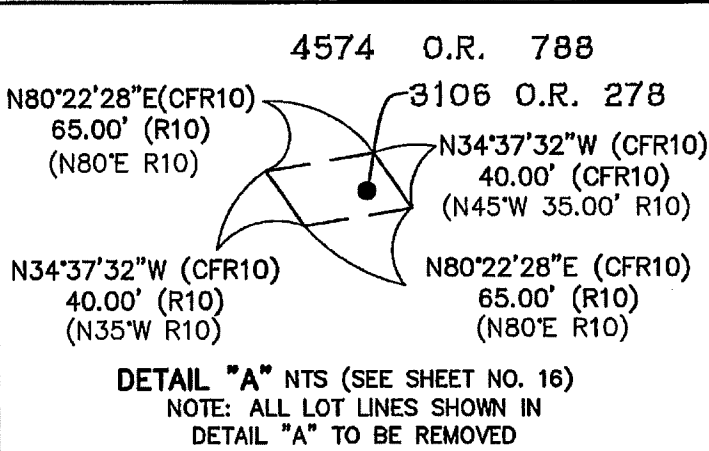 4574 O.R. 788
3106 O.R. 278
N80°22'28"E(CFR10)
65.00' (R10)
(N80°E R10)
N34°37'32"W (CFR10)
40.00' (CFR10)
(N45°W 35.00' R10)
N34°37'32"W (CFR10)
40.00' (R10)
(N35°W R10)
N80°22'28"E (CFR10)
65.00' (R10)
(N80°E R10)
DETAIL "A" NTS (SEE SHEET NO. 16)
NOTE: ALL LOT LINES SHOWN IN
DETAIL "A" TO BE REMOVED